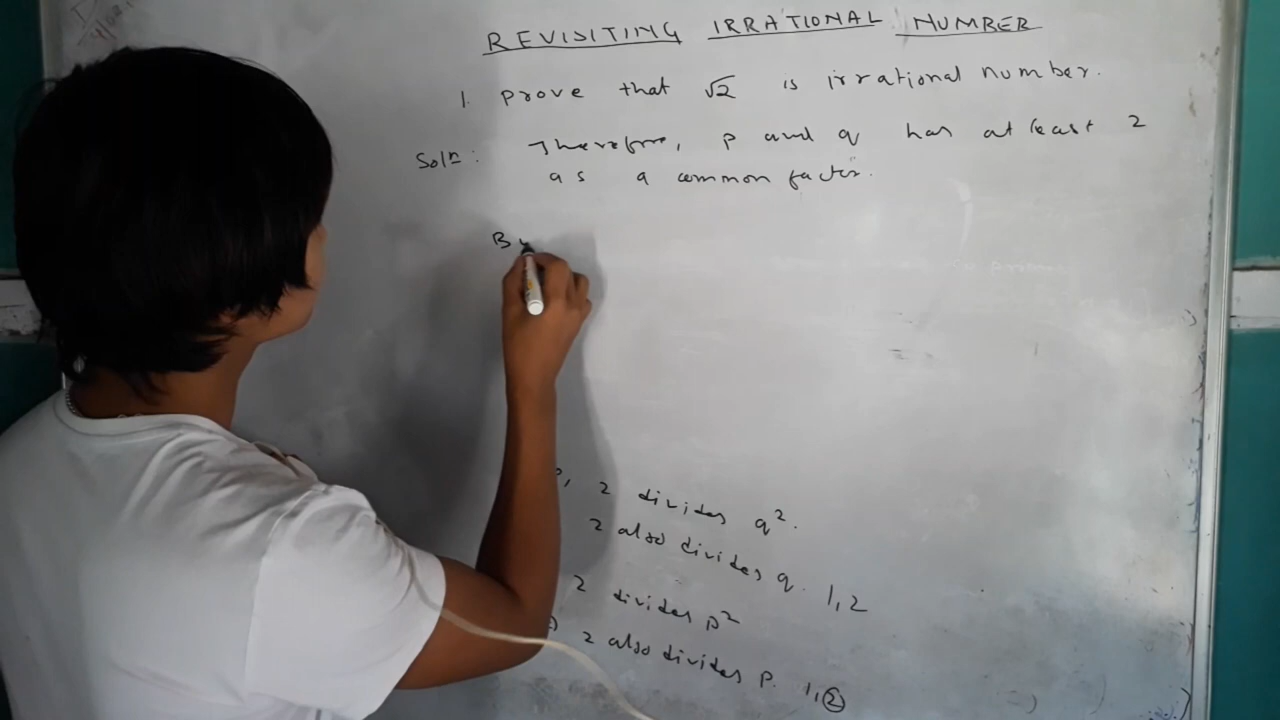 REVISITING IRRATIONAL NUMBER
1. Prove that √2 is irrational number.
Solⁿ: Therefore, p and q has at least 2
as a common factor.
B
2 divides q².
2 also divides q. 1,2
2 divides p²
2 also divides p. 1,②